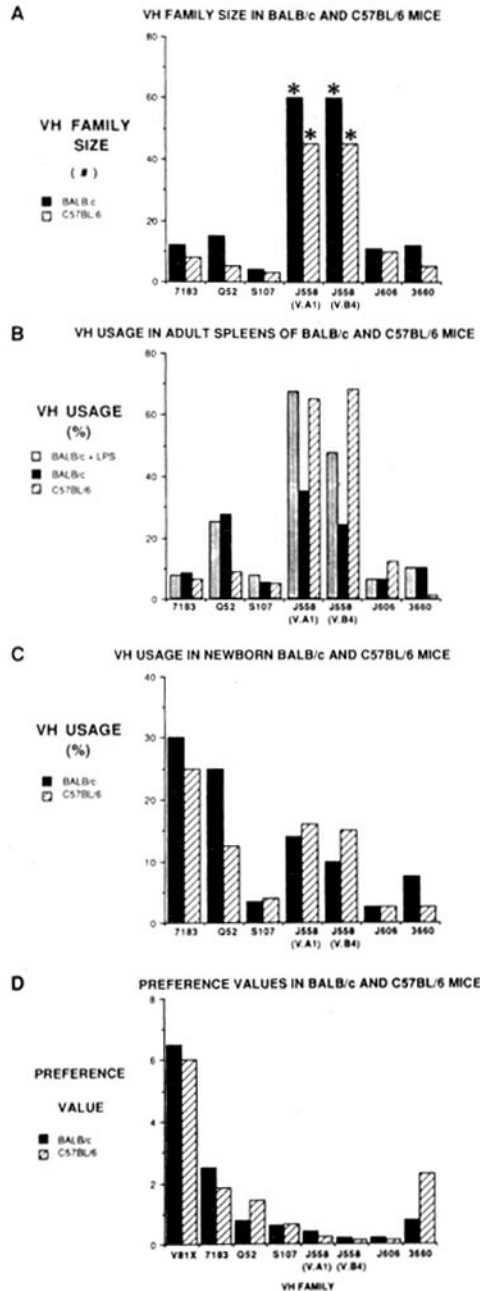 A
VH FAMILY SIZE IN BALB/c AND C57BL/6 MICE
80
60
40
20
0
VH FAMILY
SIZE
( # )
BALB/c
C57BL/6
* * * *
7183 Q52 S107 J558 J558 J606 3660
(V.A1) (V.B4)
B
VH USAGE IN ADULT SPLEENS OF BALB/c AND C57BL/6 MICE
80
60
40
20
0
VH USAGE
(%)
BALB/c + LPS
BALB/c
C57BL/6
7183 Q52 S107 J558 J558 J606 3660
(V.A1) (V.B4)
C
VH USAGE IN NEWBORN BALB/c AND C57BL/6 MICE
40
30
20
10
0
VH USAGE
(%)
BALB/c
C57BL/6
7183 Q52 S107 J558 J558 J606 3660
(V.A1) (V.B4)
D
PREFERENCE VALUES IN BALB/c AND C57BL/6 MICE
8
6
4
2
0
PREFERENCE
VALUE
BALB/c
C57BL/6
V81X 7183 Q52 S107 J558 J558 J606 3660
(V.A1) (V.B4)
VH FAMILY